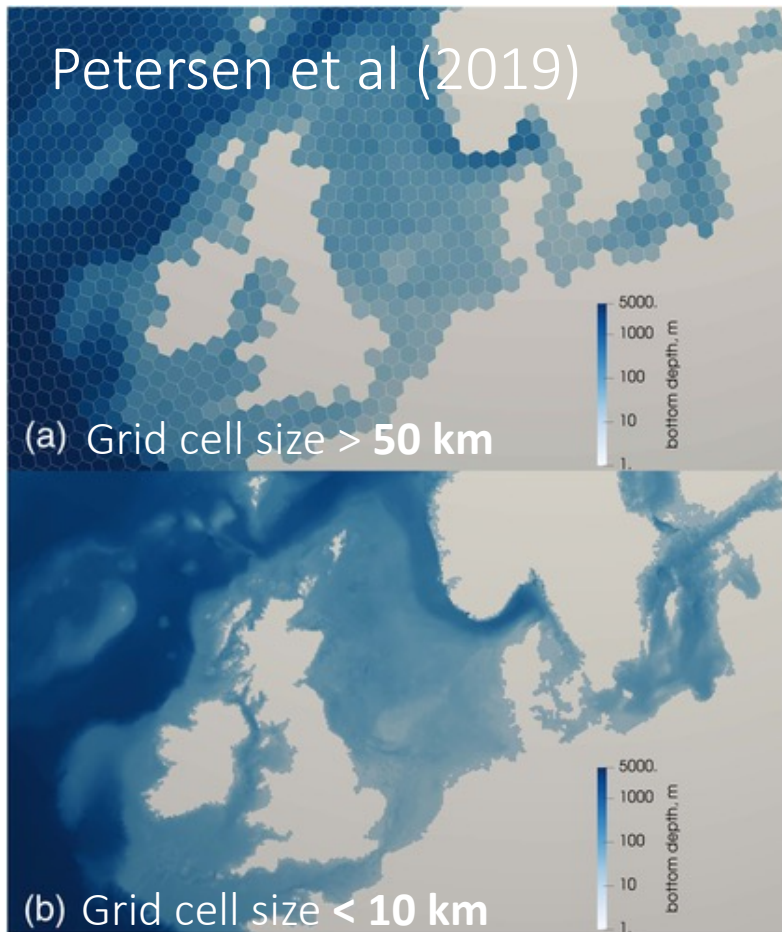 Petersen et al (2019)
5000.
1000
100
10
1.
bottom depth, m
(a) Grid cell size > 50 km
5000.
1000
100
10
1.
bottom depth, m
(b) Grid cell size < 10 km